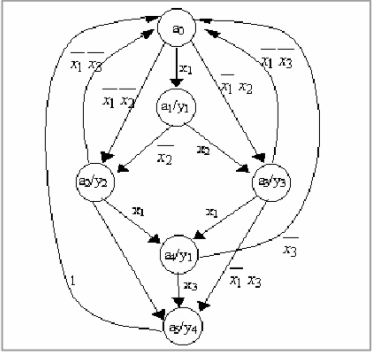 a₀
x̅₁ x̅₃
x̅₁ x̅₃
x₁
x̅₁ x̅₂
x̅₁ x₂
a₁/y₁
x̅₂
x₂
a₂/y₂
a₃/y₃
x₁
x₁
a₄/y₁
x̅₃
1
x₃
x̅₁ x₃
a₅/y₄